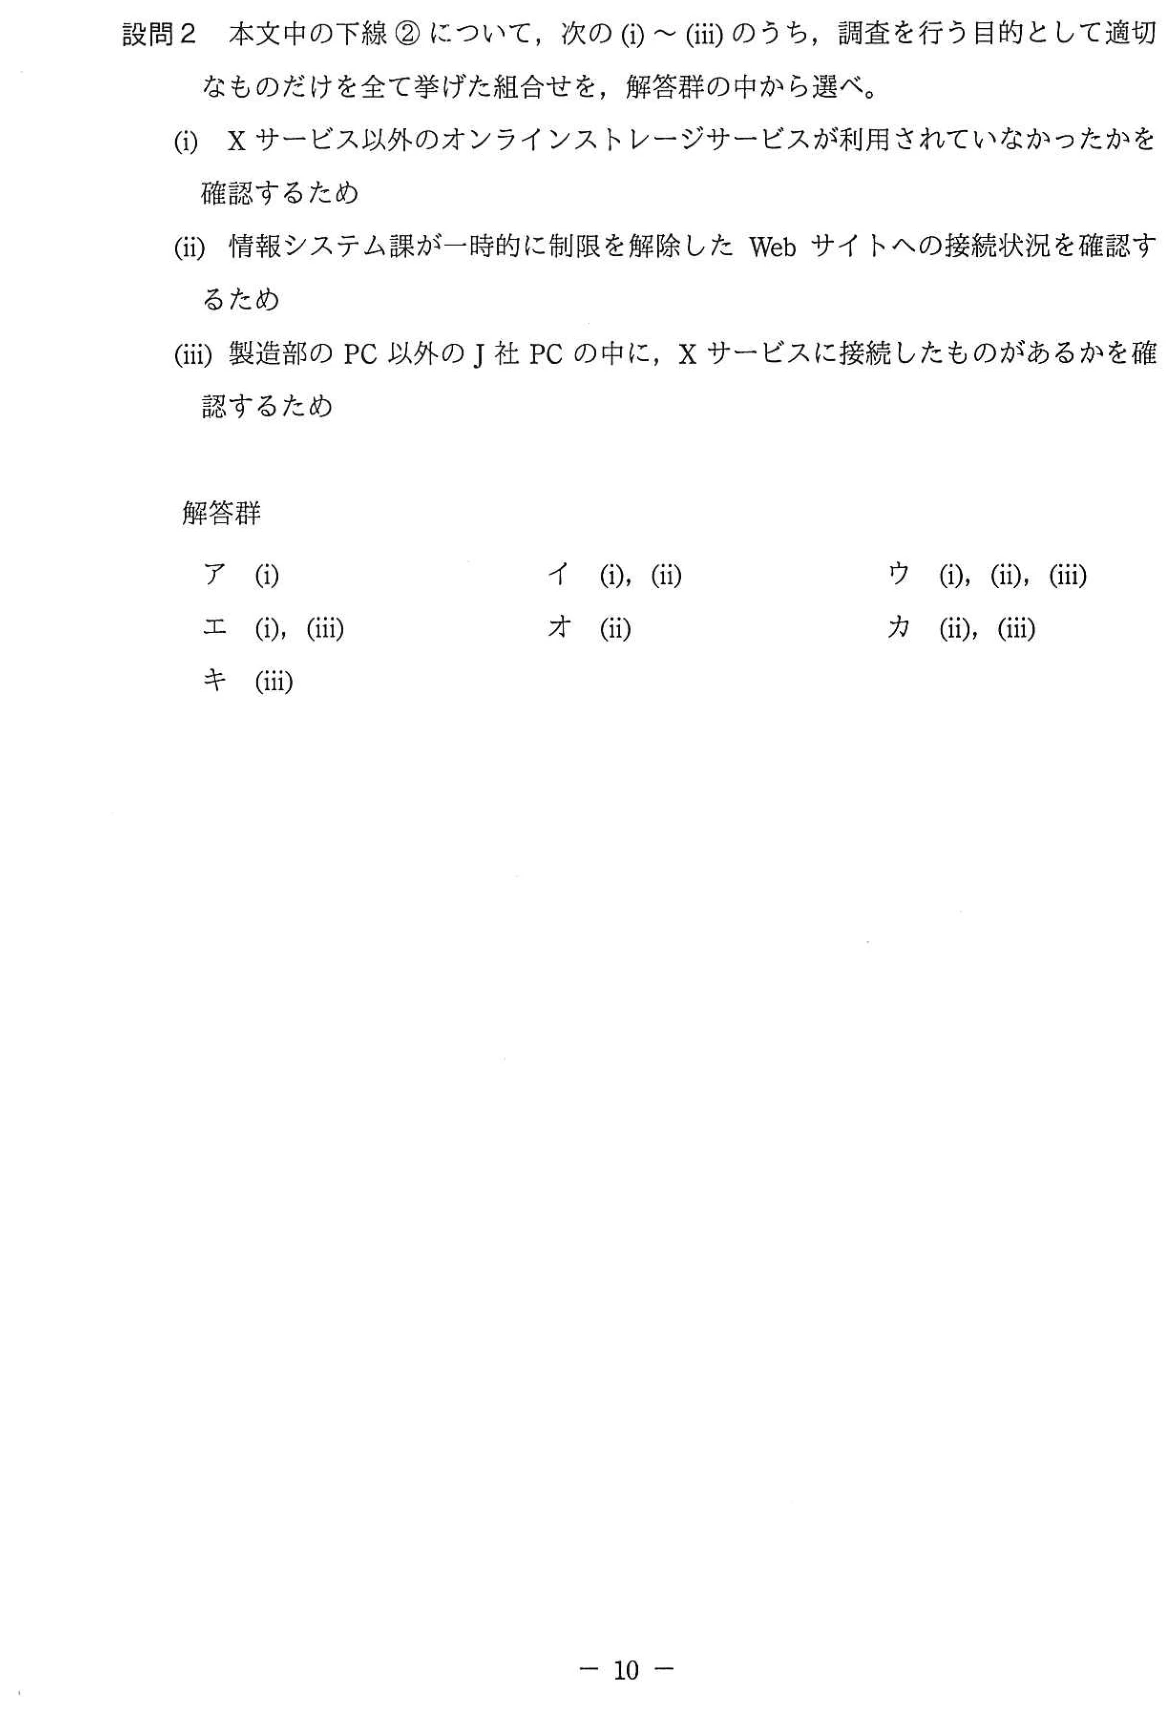 設問2　本文中の下線②について，次の(i)～(iii)のうち，調査を行う目的として適切
なものだけを全て挙げた組合せを，解答群の中から選べ。
(i)　Xサービス以外のオンラインストレージサービスが利用されていなかったかを
確認するため
(ii)　情報システム課が一時的に制限を解除した Web サイトへの接続状況を確認す
るため
(iii)　製造部の PC 以外の J 社 PC の中に，X サービスに接続したものがあるかを確
認するため
解答群
ア　(i)　イ　(i)，(ii)　ウ　(i)，(ii)，(iii)
エ　(i)，(iii)　オ　(ii)　カ　(ii)，(iii)
キ　(iii)
－ 10 －